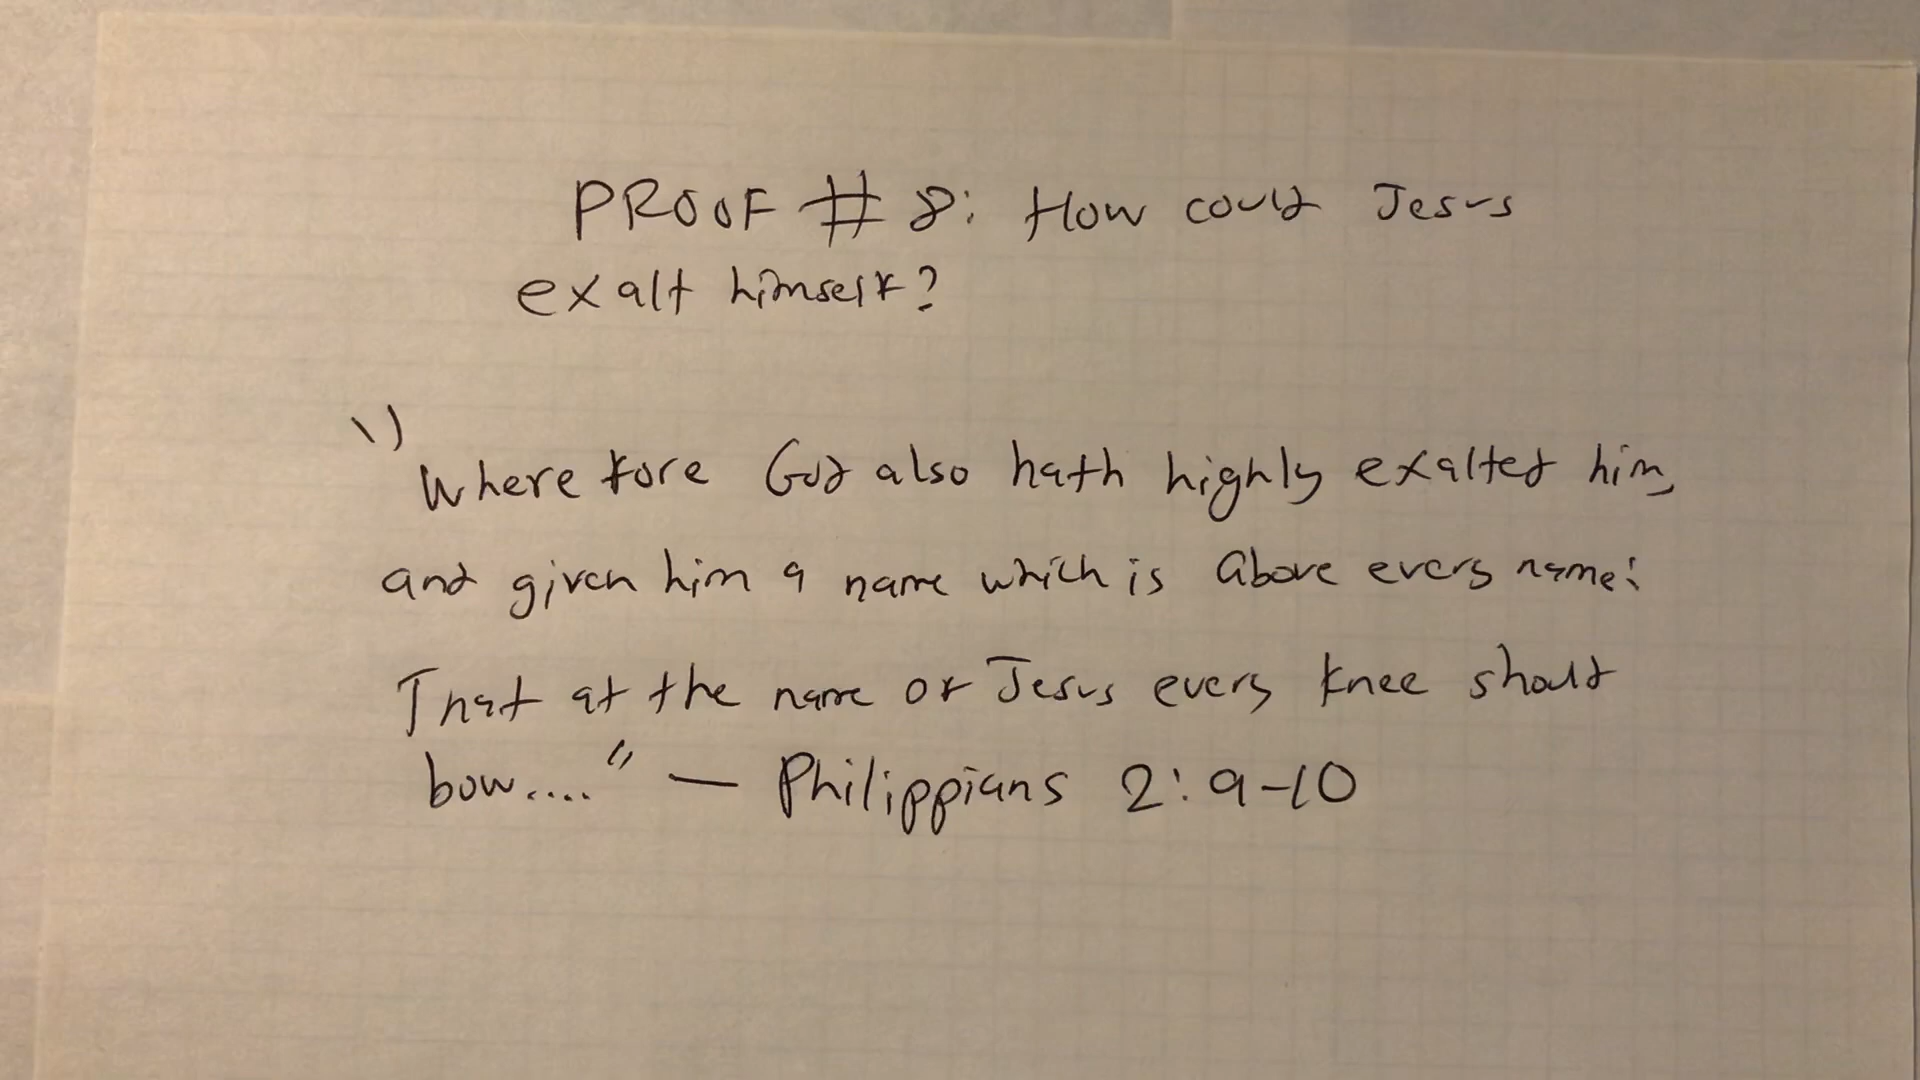 PROOF # 8: How could Jesus
exalt himself?
"Wherefore God also hath highly exalted him,
and given him a name which is above every name:
That at the name of Jesus every knee should
bow...." — Philippians 2:9-10